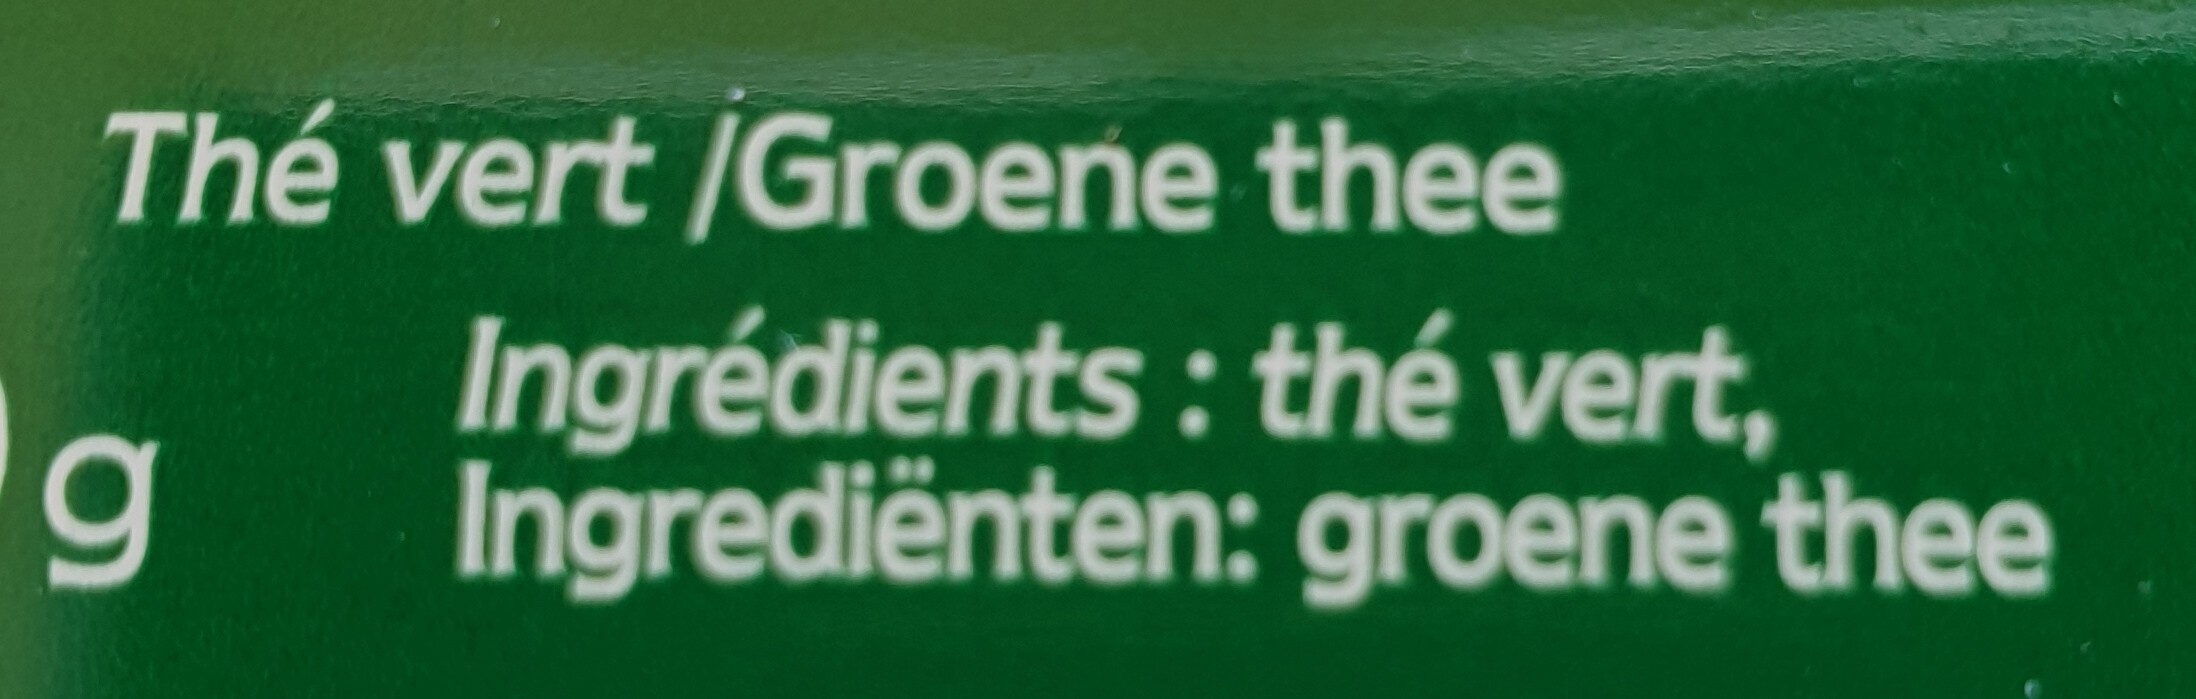 Thé vert /Groene thee
Ingrédients : thé vert,
Ingrediënten: groene thee
g